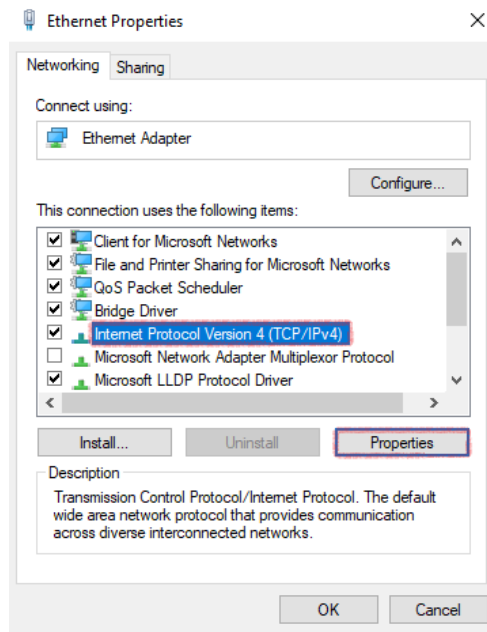 Ethernet Properties
Networking
Sharing
Connect using:
Ethernet Adapter
Configure...
This connection uses the following items:
Client for Microsoft Networks
File and Printer Sharing for Microsoft Networks
QoS Packet Scheduler
Bridge Driver
Internet Protocol Version 4 (TCP/IPv4)
Microsoft Network Adapter Multiplexor Protocol
Microsoft LLDP Protocol Driver
Install...
Uninstall
Properties
Description
Transmission Control Protocol/Internet Protocol. The default
wide area network protocol that provides communication
across diverse interconnected networks.
OK
Cancel